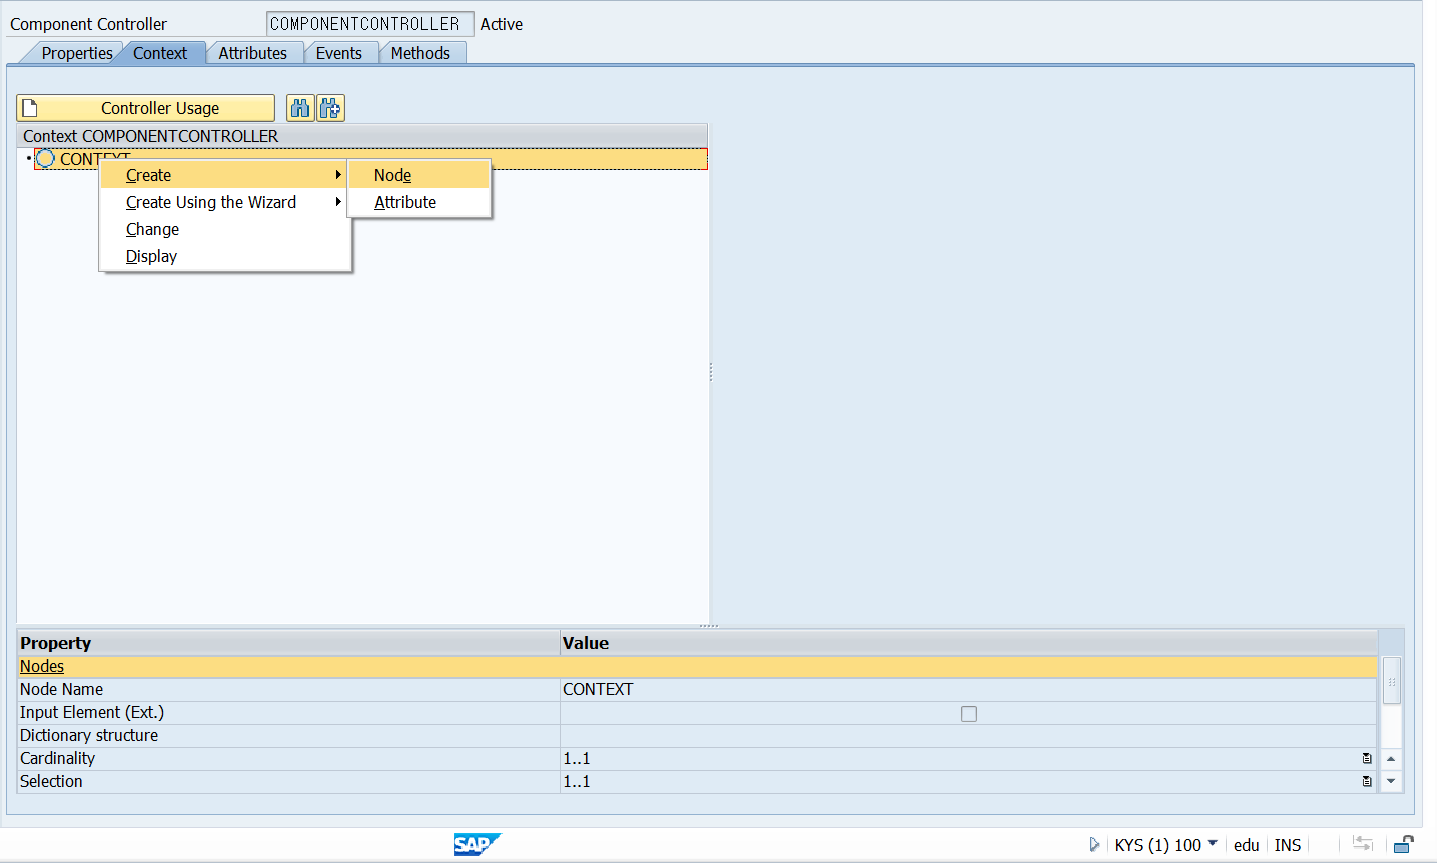 Component Controller COMPONENTCONTROLLER Active
Properties Context Attributes Events Methods
Controller Usage
Context COMPONENTCONTROLLER
CONTEXT
Create Node
Create Using the Wizard Attribute
Change
Display
Property Value
Nodes
Node Name CONTEXT
Input Element (Ext.)
Dictionary structure
Cardinality 1..1
Selection 1..1
SAP KYS (1) 100 edu INS